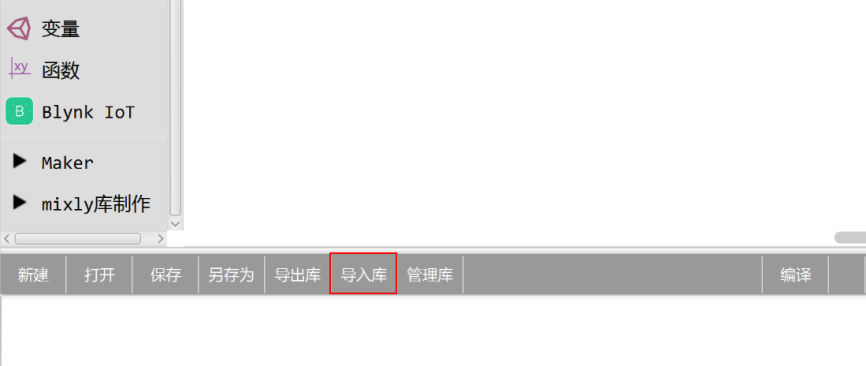 变量
xy 函数
B Blynk IoT
Maker
mixly库制作
新建 打开 保存 另存为 导出库 导入库 管理库 编译